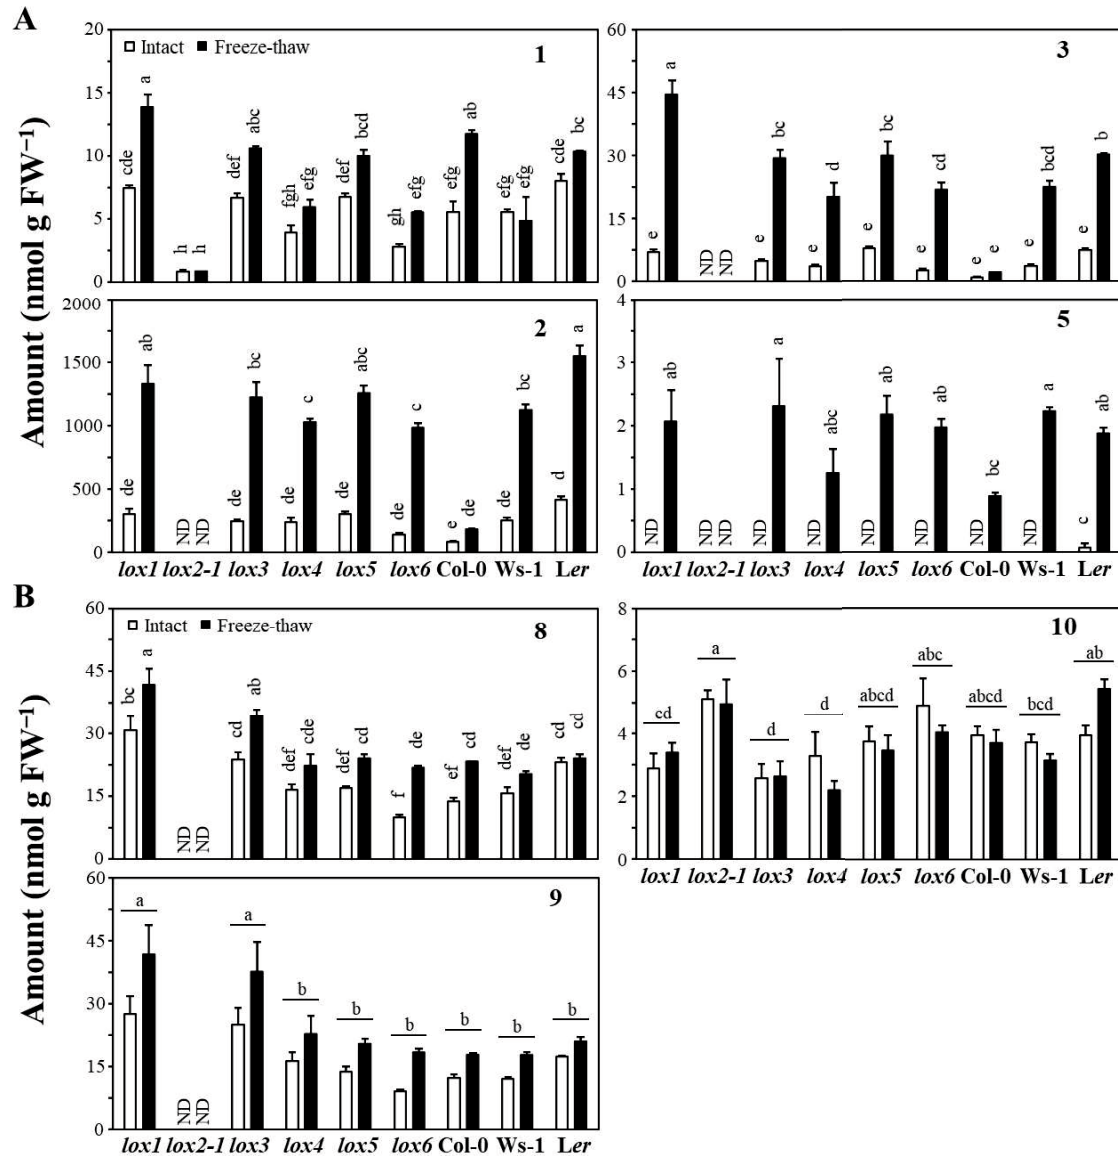 A
Amount (nmol g FW⁻¹)
Intact Freeze-thaw
1
20
15
10
5
0
cde a h h def abc fgh efg def bcd gh efg efg ab efg efg cde bc
3
60
45
30
15
0
e a ND ND e bc e d e bc e cd e e e bcd e b
2
2000
1500
1000
500
0
de ab ND ND de bc de c de abc de c e de de bc d a
lox1 lox2-1 lox3 lox4 lox5 lox6 Col-0 Ws-1 Ler
5
4
3
2
1
0
ND ab ND ND ND a ND abc ND ab ND ab ND bc ND a c ab
lox1 lox2-1 lox3 lox4 lox5 lox6 Col-0 Ws-1 Ler
B
Amount (nmol g FW⁻¹)
Intact Freeze-thaw
8
60
45
30
15
0
bc a ND ND cd ab def cde def cd f de ef cd def de cd cd
10
8
6
4
2
0
cd a d d abcd abc abcd bcd ab
lox1 lox2-1 lox3 lox4 lox5 lox6 Col-0 Ws-1 Ler
9
60
45
30
15
0
a ND ND a b b b b b b
lox1 lox2-1 lox3 lox4 lox5 lox6 Col-0 Ws-1 Ler